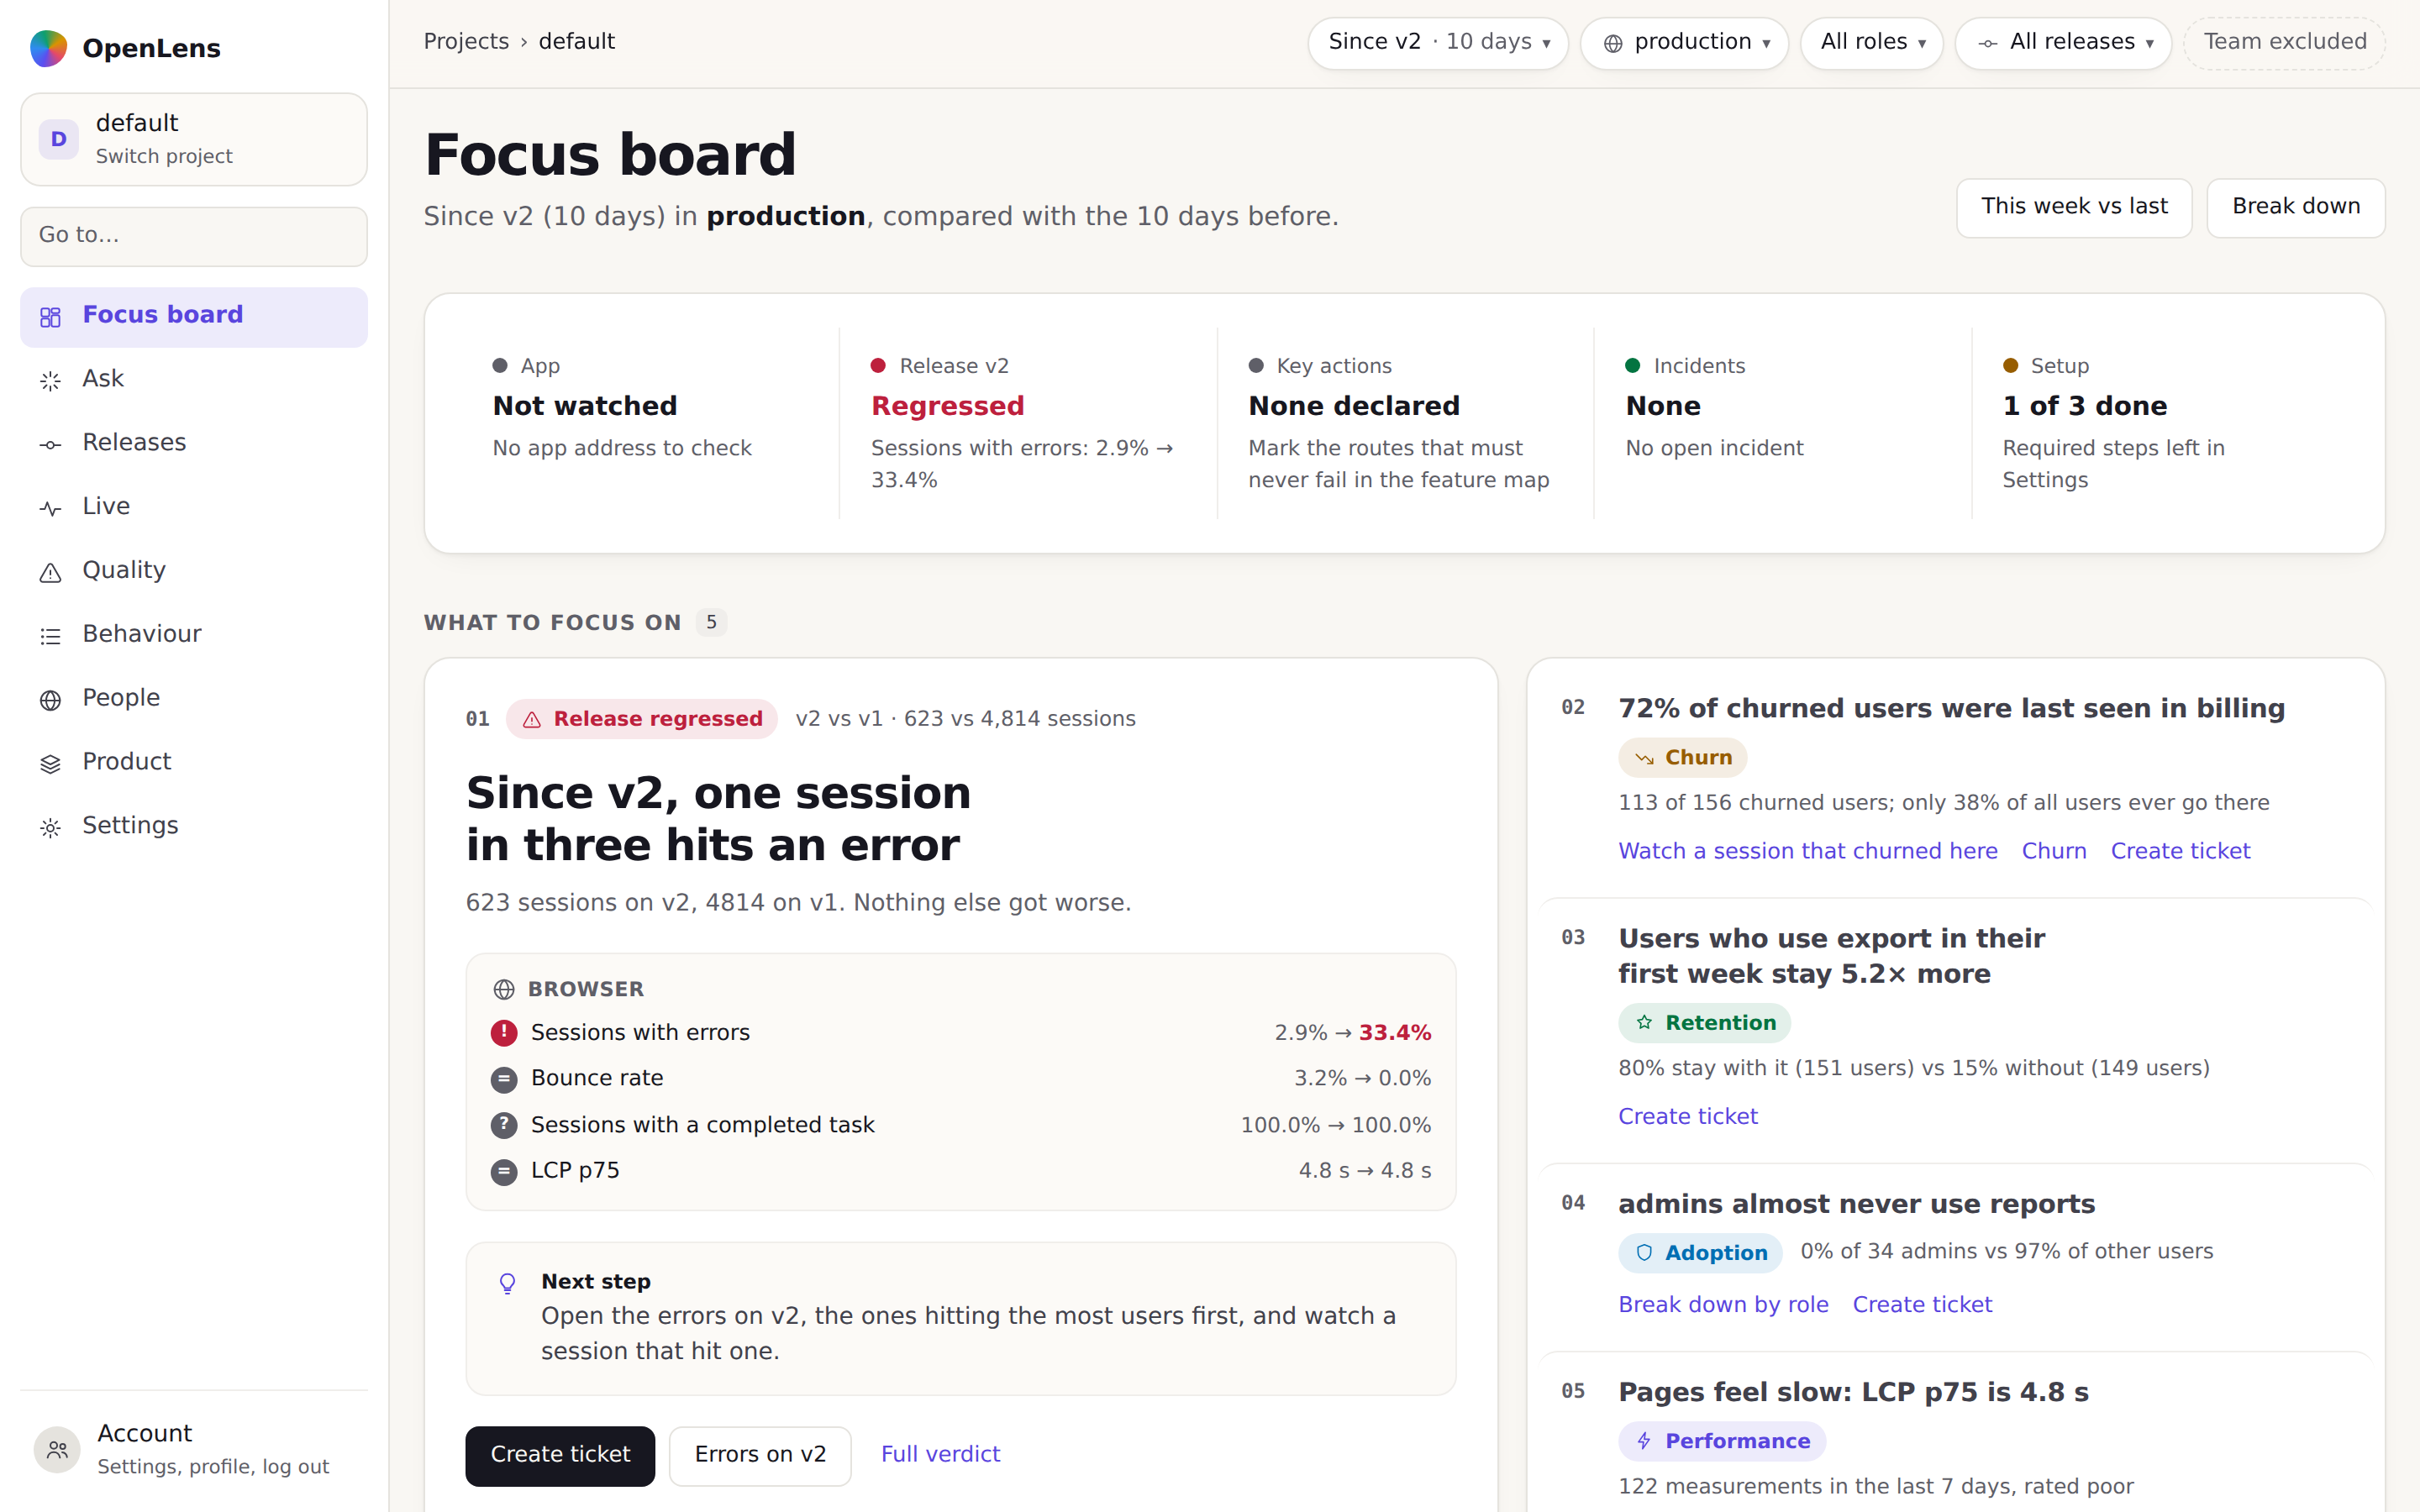 OpenLens
D
default
Switch project
Go to...
Focus board
Ask
Releases
Live
Quality
Behaviour
People
Product
Settings
Account
Settings, profile, log out
Projects › default
Since v2 · 10 days ▾
production ▾
All roles ▾
All releases ▾
Team excluded
Focus board
Since v2 (10 days) in production, compared with the 10 days before.
This week vs last
Break down
App
Not watched
No app address to check
Release v2
Regressed
Sessions with errors: 2.9% →
33.4%
Key actions
None declared
Mark the routes that must
never fail in the feature map
Incidents
None
No open incident
Setup
1 of 3 done
Required steps left in
Settings
WHAT TO FOCUS ON 5
01 Release regressed v2 vs v1 · 623 vs 4,814 sessions
Since v2, one session
in three hits an error
623 sessions on v2, 4814 on v1. Nothing else got worse.
BROWSER
! Sessions with errors 2.9% → 33.4%
= Bounce rate 3.2% → 0.0%
? Sessions with a completed task 100.0% → 100.0%
= LCP p75 4.8 s → 4.8 s
Next step
Open the errors on v2, the ones hitting the most users first, and watch a
session that hit one.
Create ticket
Errors on v2
Full verdict
02 72% of churned users were last seen in billing
Churn
113 of 156 churned users; only 38% of all users ever go there
Watch a session that churned here Churn Create ticket
03 Users who use export in their
first week stay 5.2× more
Retention
80% stay with it (151 users) vs 15% without (149 users)
Create ticket
04 admins almost never use reports
Adoption 0% of 34 admins vs 97% of other users
Break down by role Create ticket
05 Pages feel slow: LCP p75 is 4.8 s
Performance
122 measurements in the last 7 days, rated poor